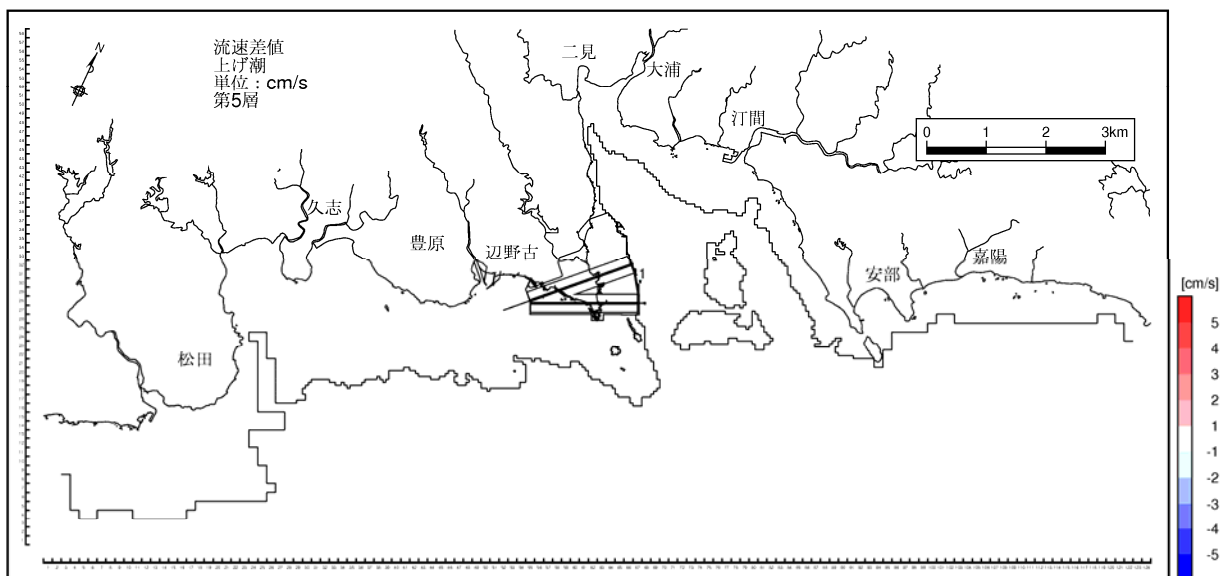 流速差値
上げ潮
単位：cm/s
第5層
N
二見
大浦
汀間
0 1 2 3km
久志
豊原
辺野古
1
安部
嘉陽
松田
[cm/s]
5
4
3
2
1
-1
-2
-3
-4
-5